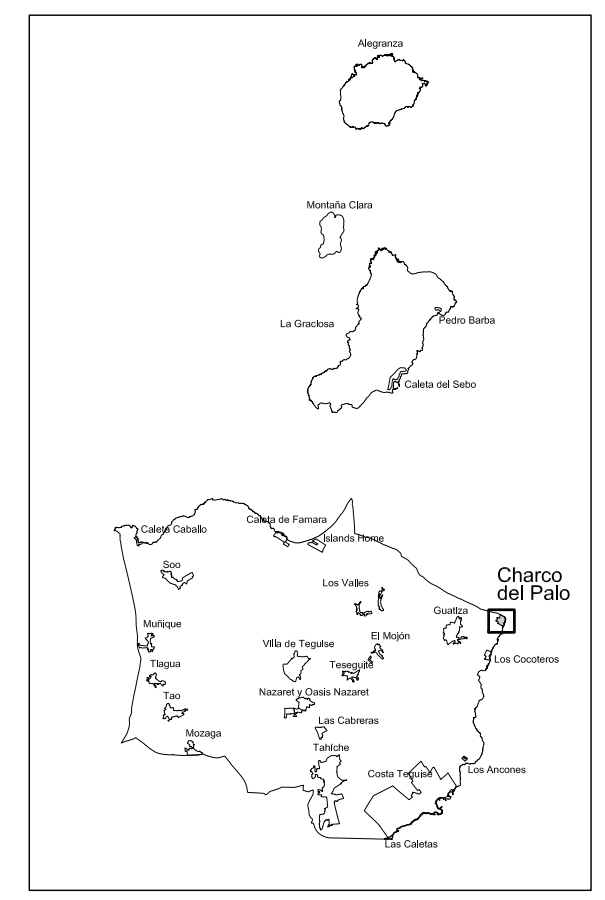 Alegranza
Montaña Clara
La Graciosa
Pedro Barba
Caleta del Sebo
Caleta de Famara
Caleta Caballo
Islands Home
Soo
Charco
del Palo
Los Valles
Guatiza
Muñique
El Mojón
Villa de Teguise
Los Cocoteros
Tiagua
Teseguite
Nazaret y Oasis Nazaret
Tao
Las Cabreras
Mozaga
Tahíche
Costa Teguise
Los Ancones
Las Caletas